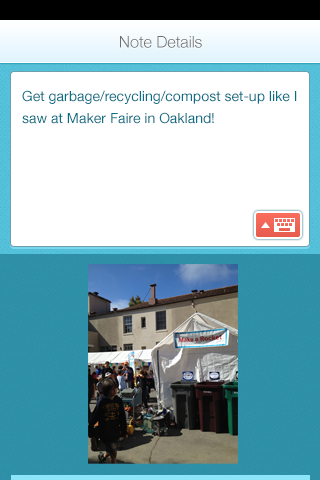 Note Details
Get garbage/recycling/compost set-up like I
saw at Maker Faire in Oakland!
Make a Rocket